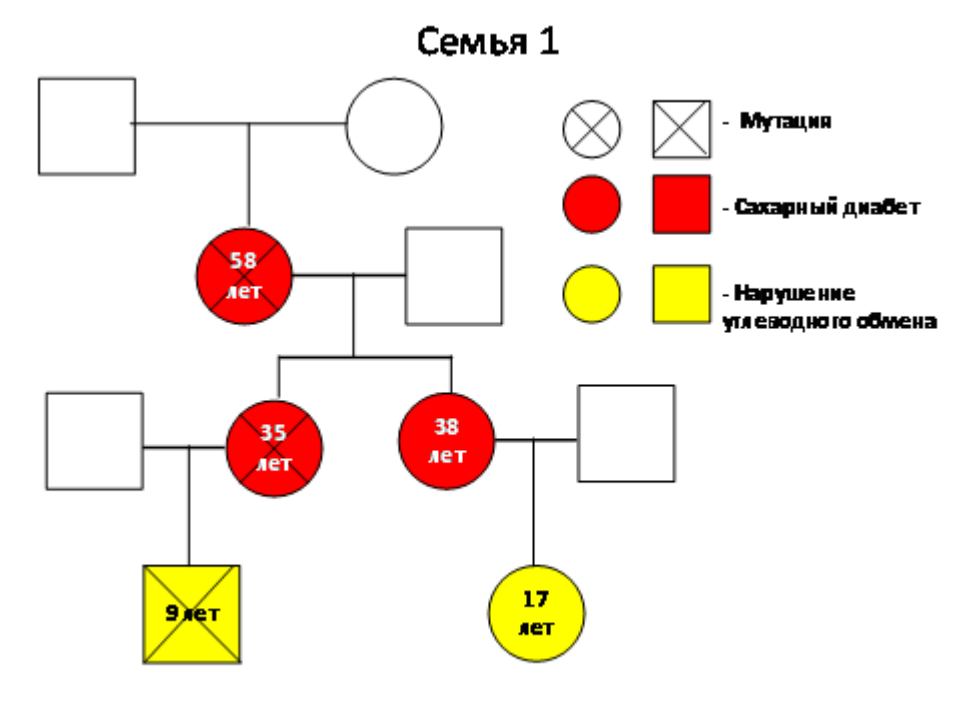 Семья 1
- Мутация
- Сахарный диабет
58
лет
- Нарушение
углеводного обмена
35
лет
38
лет
9 лет
17
лет